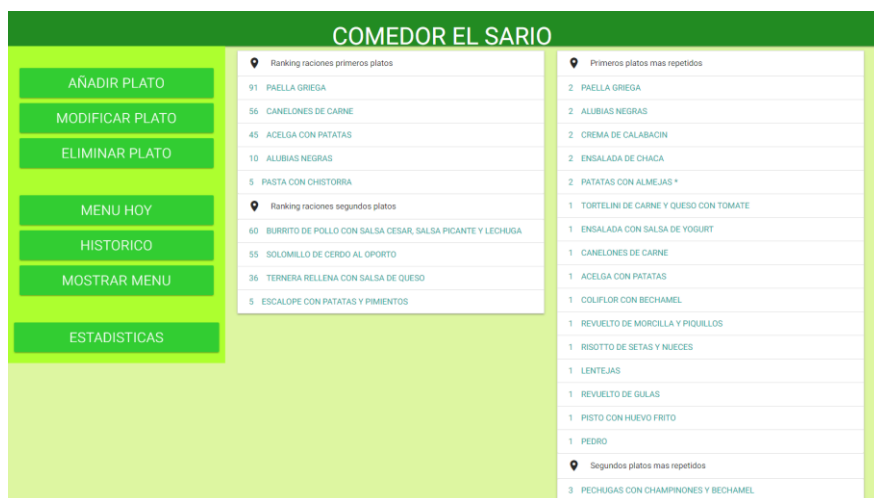 COMEDOR EL SARIO
AÑADIR PLATO
MODIFICAR PLATO
ELIMINAR PLATO
MENU HOY
HISTORICO
MOSTRAR MENU
ESTADISTICAS
Ranking raciones primeros platos
91 PAELLA GRIEGA
56 CANELONES DE CARNE
45 ACELGA CON PATATAS
10 ALUBIAS NEGRAS
5 PASTA CON CHISTORRA
Ranking raciones segundos platos
60 BURRITO DE POLLO CON SALSA CESAR, SALSA PICANTE Y LECHUGA
55 SOLOMILLO DE CERDO AL OPORTO
36 TERNERA RELLENA CON SALSA DE QUESO
5 ESCALOPE CON PATATAS Y PIMIENTOS
Primeros platos mas repetidos
2 PAELLA GRIEGA
2 ALUBIAS NEGRAS
2 CREMA DE CALABACIN
2 ENSALADA DE CHACA
2 PATATAS CON ALMEJAS *
1 TORTELINI DE CARNE Y QUESO CON TOMATE
1 ENSALADA CON SALSA DE YOGURT
1 CANELONES DE CARNE
1 ACELGA CON PATATAS
1 COLIFLOR CON BECHAMEL
1 REVUELTO DE MORCILLA Y PIQUILLOS
1 RISOTTO DE SETAS Y NUECES
1 LENTEJAS
1 REVUELTO DE GULAS
1 PISTO CON HUEVO FRITO
1 PEDRO
Segundos platos mas repetidos
3 PECHUGAS CON CHAMPINONES Y BECHAMEL